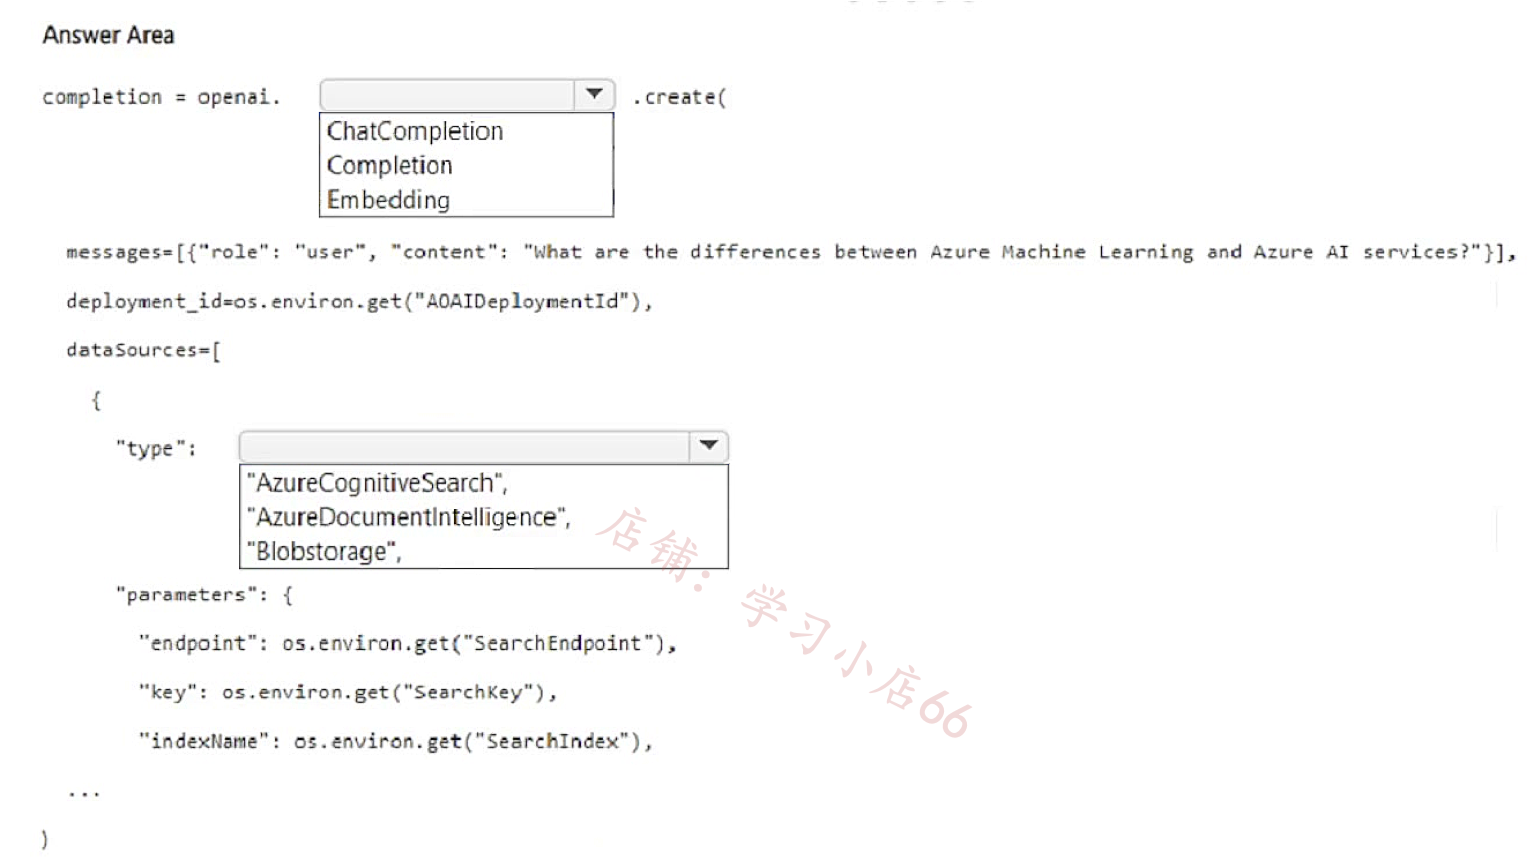 Answer Area
completion = openai. .create(
ChatCompletion
Completion
Embedding
messages=[{"role": "user", "content": "What are the differences between Azure Machine Learning and Azure AI services?"}],
deployment_id=os.environ.get("AOAIDeploymentId"),
dataSources=[
{
"type":
"AzureCognitiveSearch",
"AzureDocumentIntelligence",
"Blobstorage",
"parameters": {
"endpoint": os.environ.get("SearchEndpoint"),
"key": os.environ.get("SearchKey"),
"indexName": os.environ.get("SearchIndex"),
...
)
店铺：学习小店66